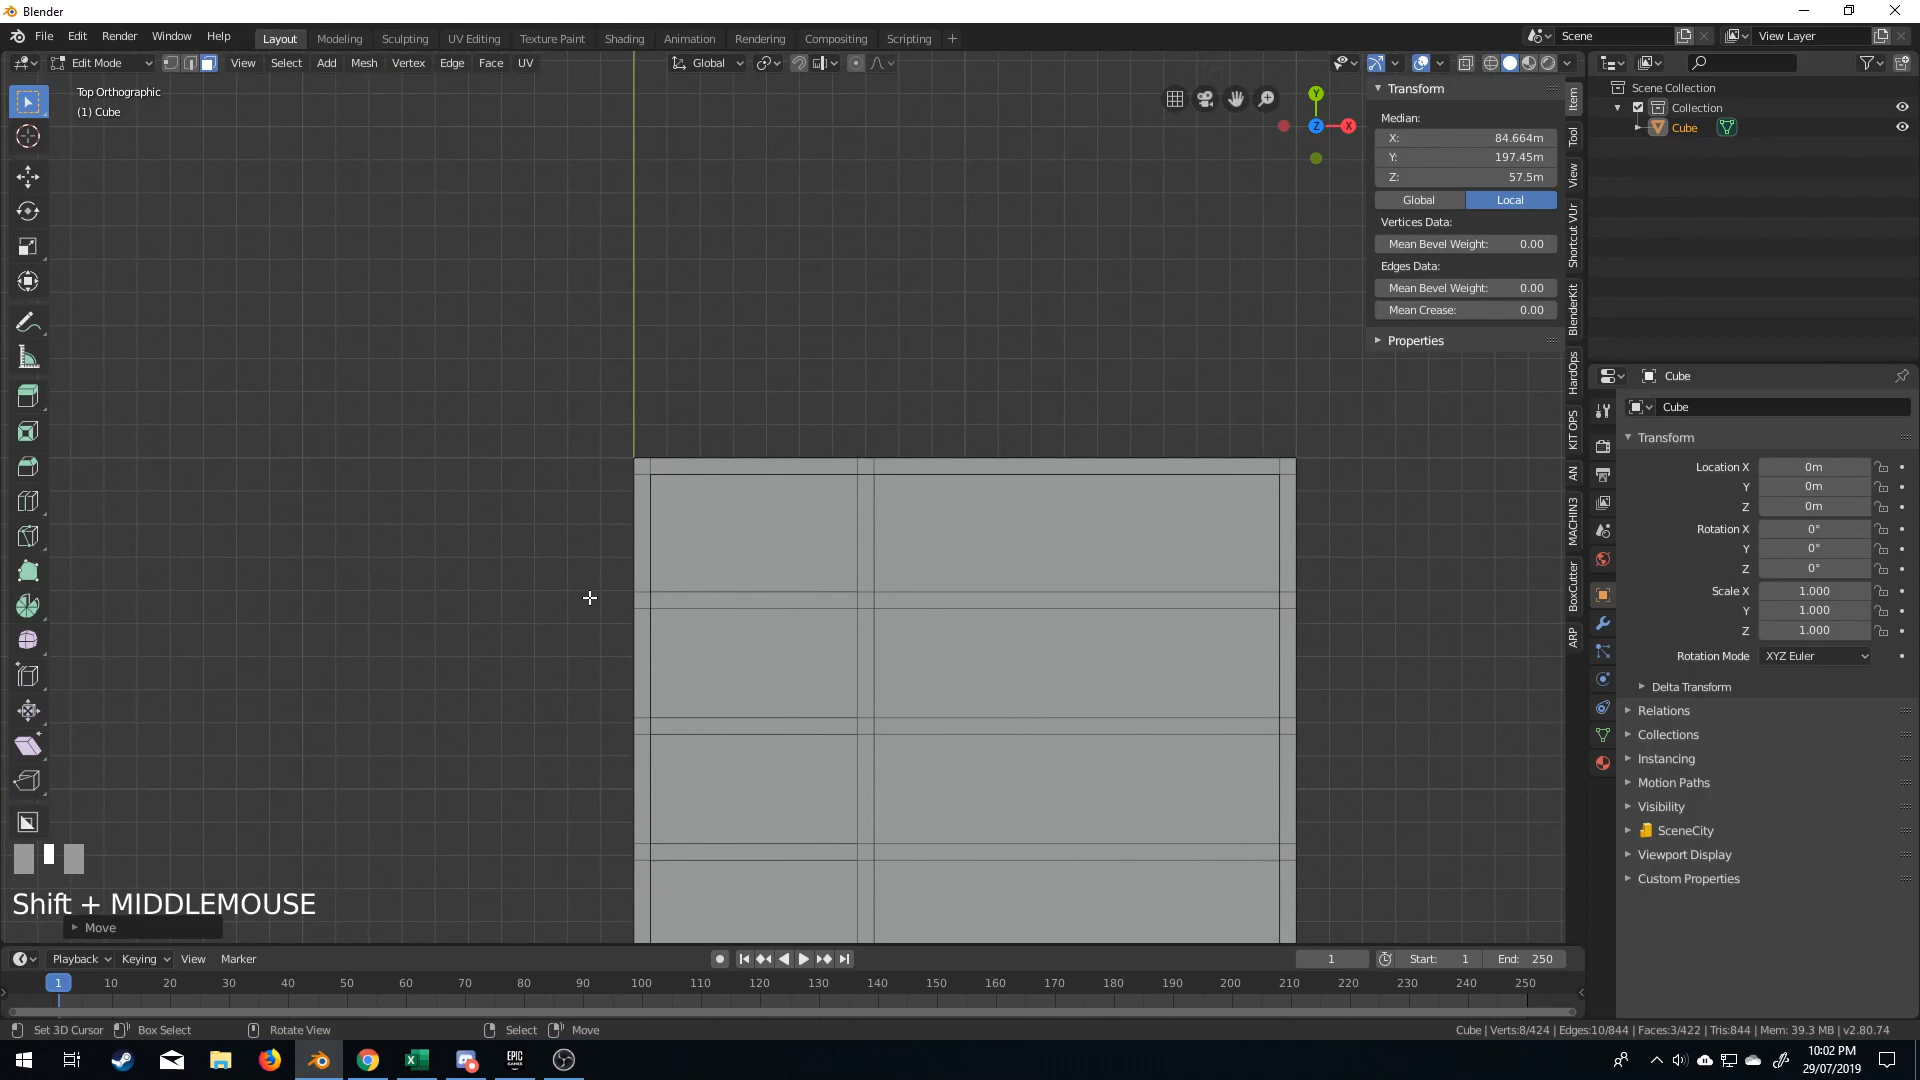 Blender
File Edit Render Window Help
Layout Modeling Sculpting UV Editing Texture Paint Shading Animation Rendering Compositing Scripting
Scene
View Layer
Edit Mode View Select Add Mesh Vertex Edge Face UV
Global
Top Orthographic
(1) Cube
Y
Z
X
Transform
Median:
X: 84.664m
Y: 197.45m
Z: 57.5m
Global Local
Vertices Data:
Mean Bevel Weight: 0.00
Edges Data:
Mean Bevel Weight: 0.00
Mean Crease: 0.00
Properties
Item
Tool
View
Shortcut VUr
BlenderKit
HardOps
KIT OPS
AN
MACHIN3
BoxCutter
ARP
Scene Collection
Collection
Cube
Cube
Cube
Transform
Location X 0m
Y 0m
Z 0m
Rotation X 0°
Y 0°
Z 0°
Scale X 1.000
Y 1.000
Z 1.000
Rotation Mode XYZ Euler
Delta Transform
Relations
Collections
Instancing
Motion Paths
Visibility
SceneCity
Viewport Display
Custom Properties
Shift + MIDDLEMOUSE
Move
Playback Keying View Marker
1
Start: 1
End: 250
1 10 20 30 40 50 60 70 80 90 100 110 120 130 140 150 160 170 180 190 200 210 220 230 240 250
Set 3D Cursor Box Select Rotate View Select Move
Cube | Verts:8/424 | Edges:10/844 | Faces:3/422 | Tris:844 | Mem: 39.3 MB | v2.80.74
EPIC GAMES
10:02 PM
29/07/2019